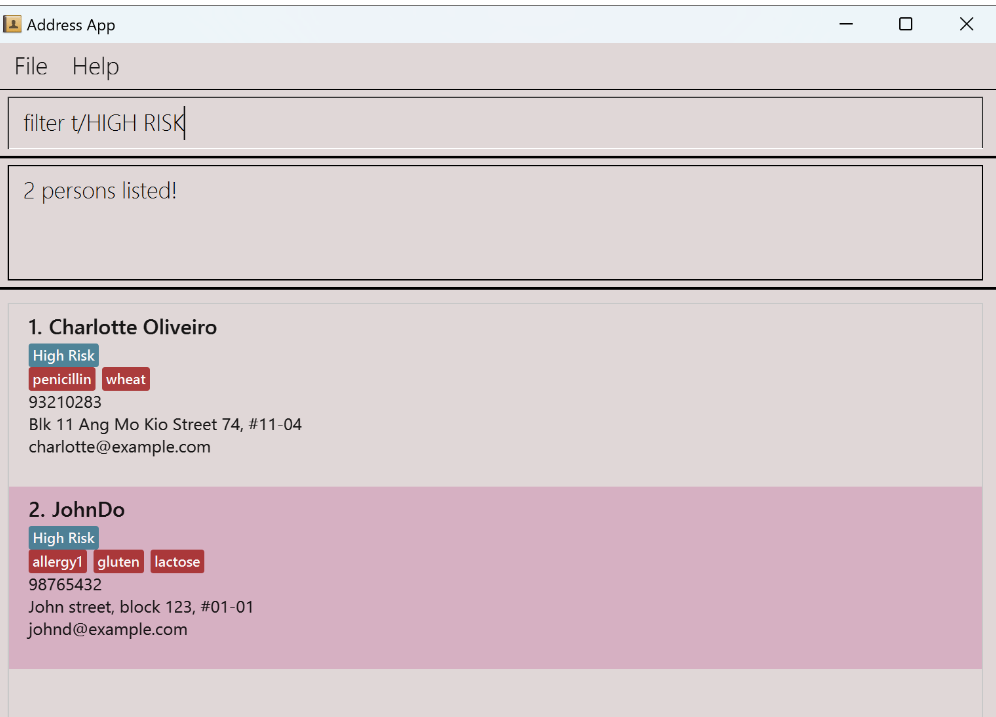 Address App
File Help
filter t/HIGH RISK
2 persons listed!
1. Charlotte Oliveiro
High Risk
penicillin wheat
93210283
Blk 11 Ang Mo Kio Street 74, #11-04
charlotte@example.com
2. JohnDo
High Risk
allergy1 gluten lactose
98765432
John street, block 123, #01-01
johnd@example.com